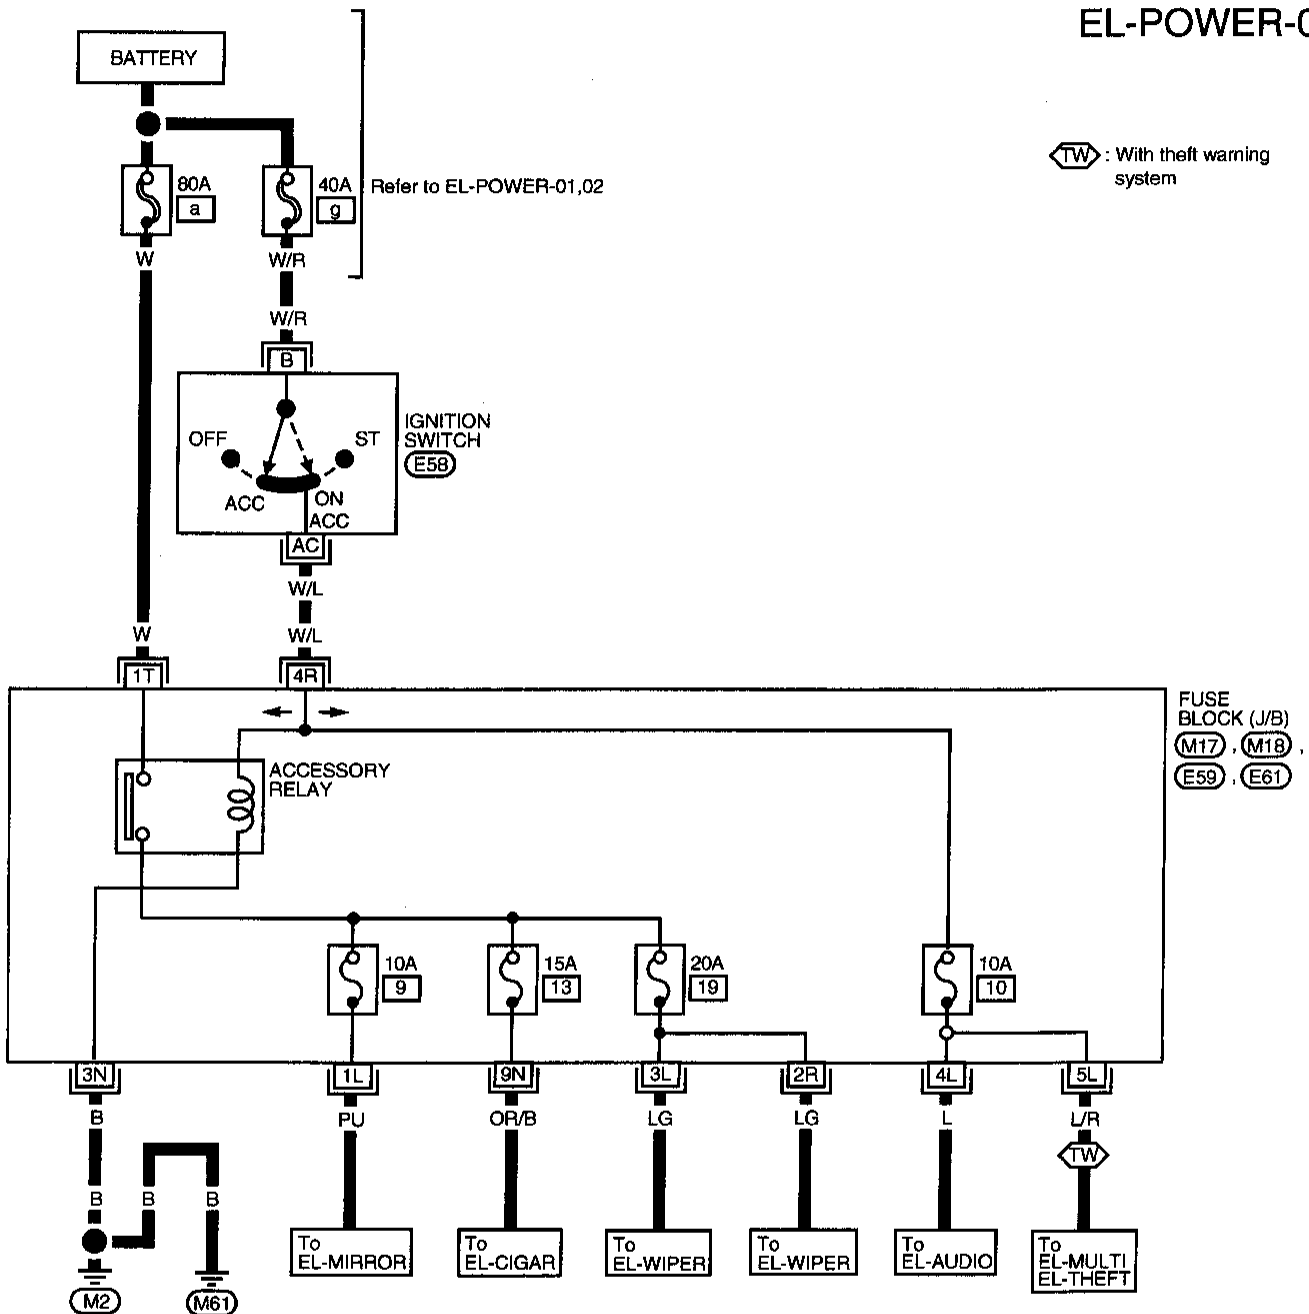 EL-POWER-0
BATTERY
TW : With theft warning
system
80A
a
40A
g
Refer to EL-POWER-01,02
W
W/R
W/R
B
OFF
ST
IGNITION
SWITCH
E58
ACC
ON
ACC
AC
W/L
W
W/L
1T
4R
FUSE
BLOCK (J/B)
M17 , M18 ,
E59 , E61
ACCESSORY
RELAY
10A
9
15A
13
20A
19
10A
10
3N
1L
9N
3L
2R
4L
5L
B
PU
OR/B
LG
LG
L
L/R
TW
B
B
B
To
EL-MIRROR
To
EL-CIGAR
To
EL-WIPER
To
EL-WIPER
To
EL-AUDIO
To
EL-MULTI
EL-THEFT
M2
M61